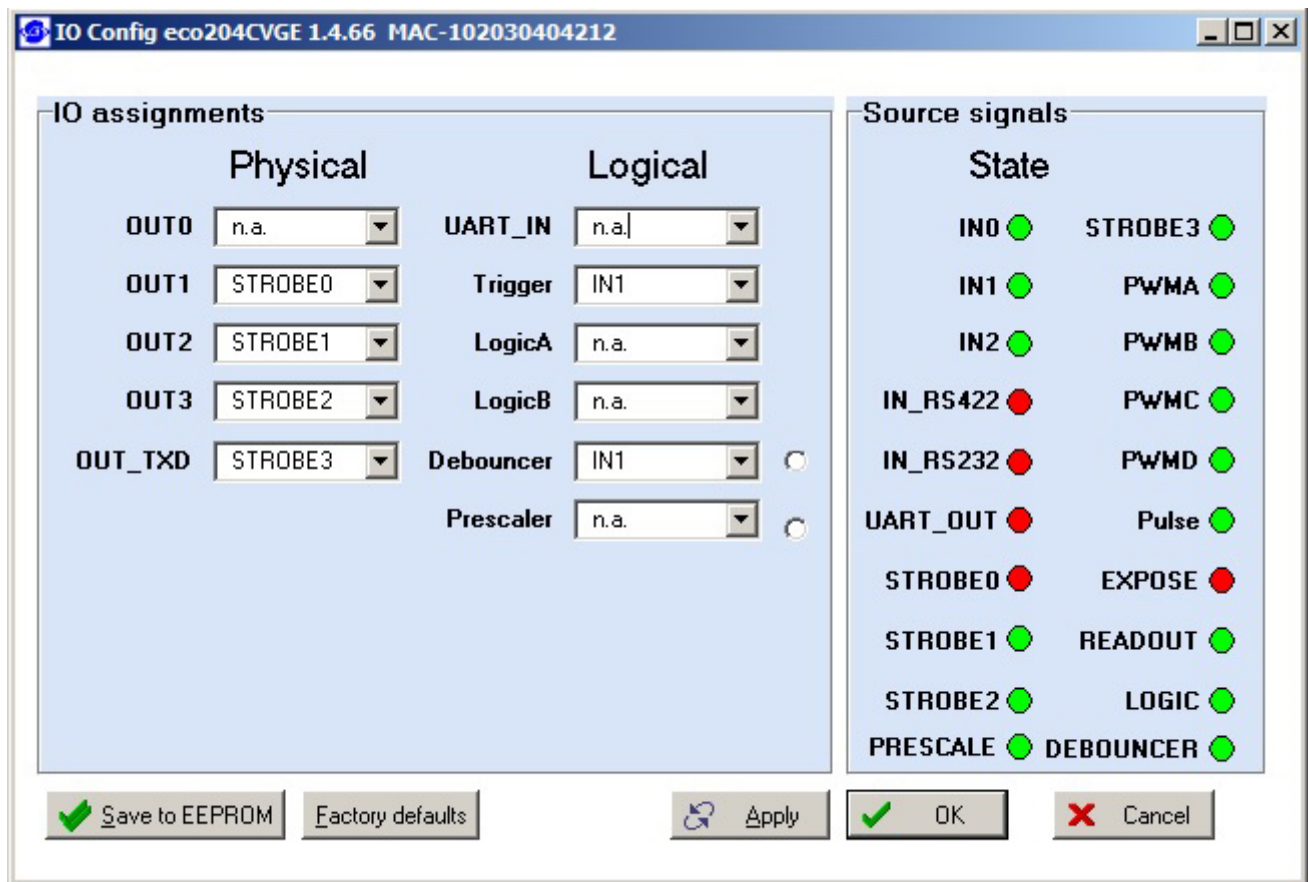 IO Config eco204CVGE 1.4.66 MAC-102030404212
IO assignments
Physical Logical
OUT0 n.a. UART_IN n.a.
OUT1 STROBE0 Trigger IN1
OUT2 STROBE1 LogicA n.a.
OUT3 STROBE2 LogicB n.a.
OUT_TXD STROBE3 Debouncer IN1
Prescaler n.a.
Source signals
State
IN0 STROBE3
IN1 PWMA
IN2 PWMB
IN_RS422 PWMC
IN_RS232 PWMD
UART_OUT Pulse
STROBE0 EXPOSE
STROBE1 READOUT
STROBE2 LOGIC
PRESCALE DEBOUNCER
Save to EEPROM Factory defaults Apply OK Cancel